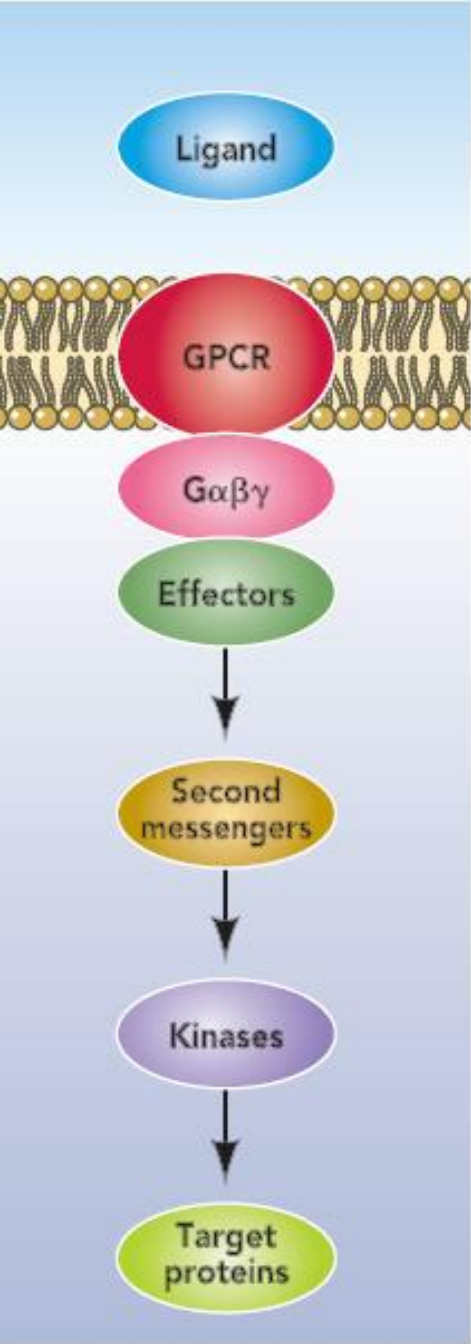 Ligand
GPCR
Gαβγ
Effectors
Second
messengers
Kinases
Target
proteins